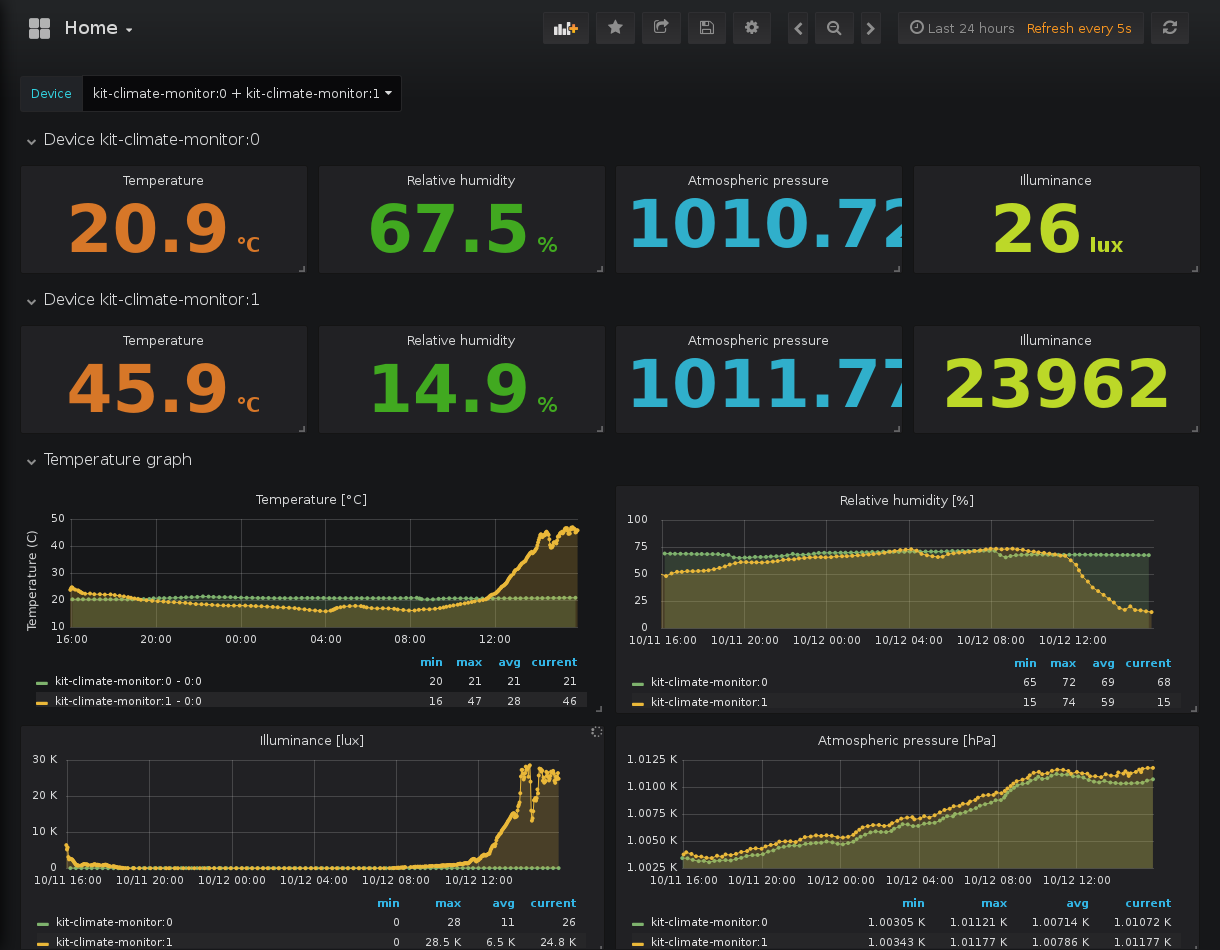 Home
Last 24 hours Refresh every 5s
Device kit-climate-monitor:0 + kit-climate-monitor:1
Device kit-climate-monitor:0
Temperature Relative humidity Atmospheric pressure Illuminance
20.9 °C 67.5 % 1010.72 26 lux
Device kit-climate-monitor:1
Temperature Relative humidity Atmospheric pressure Illuminance
45.9 °C 14.9 % 1011.77 23962
Temperature graph
Temperature [°C]
Temperature (C)
50
40
30
20
10
16:00 20:00 00:00 04:00 08:00 12:00
min max avg current
kit-climate-monitor:0 - 0:0 20 21 21 21
kit-climate-monitor:1 - 0:0 16 47 28 46
Relative humidity [%]
100
75
50
25
0
10/11 16:00 10/11 20:00 10/12 00:00 10/12 04:00 10/12 08:00 10/12 12:00
min max avg current
kit-climate-monitor:0 65 72 69 68
kit-climate-monitor:1 15 74 59 15
Illuminance [lux]
30 K
20 K
10 K
0
10/11 16:00 10/11 20:00 10/12 00:00 10/12 04:00 10/12 08:00 10/12 12:00
min max avg current
kit-climate-monitor:0 0 28 11 26
kit-climate-monitor:1 0 28.5 K 6.5 K 24.8 K
Atmospheric pressure [hPa]
1.0125 K
1.0100 K
1.0075 K
1.0050 K
1.0025 K
10/11 16:00 10/11 20:00 10/12 00:00 10/12 04:00 10/12 08:00 10/12 12:00
min max avg current
kit-climate-monitor:0 1.00305 K 1.01121 K 1.00714 K 1.01072 K
kit-climate-monitor:1 1.00343 K 1.01177 K 1.00786 K 1.01177 K